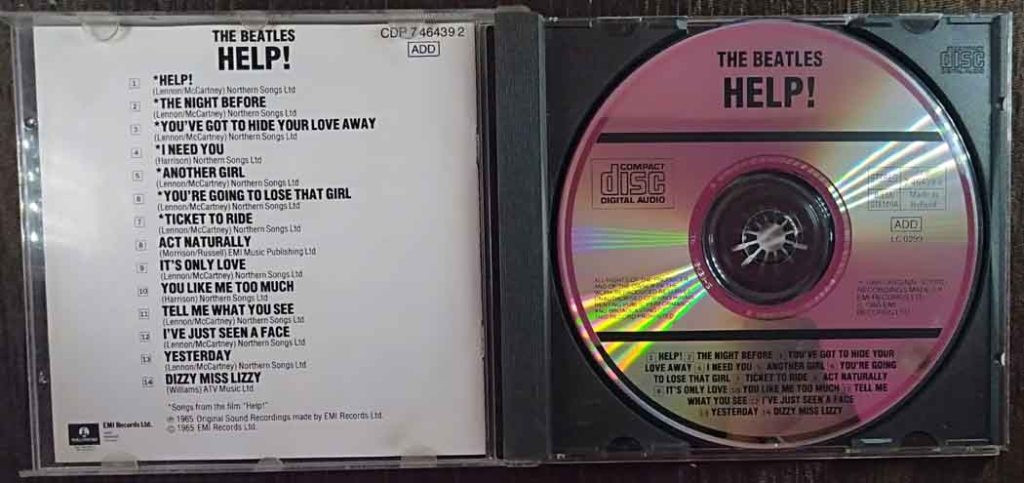 THE BEATLES
HELP!
CDP 7 46439 2
ADD
1 *HELP!
(Lennon/McCartney) Northern Songs Ltd
2 *THE NIGHT BEFORE
(Lennon/McCartney) Northern Songs Ltd
3 *YOU'VE GOT TO HIDE YOUR LOVE AWAY
(Lennon/McCartney) Northern Songs Ltd
4 *I NEED YOU
(Harrison) Northern Songs Ltd
5 *ANOTHER GIRL
(Lennon/McCartney) Northern Songs Ltd
6 *YOU'RE GOING TO LOSE THAT GIRL
(Lennon/McCartney) Northern Songs Ltd
7 *TICKET TO RIDE
(Lennon/McCartney) Northern Songs Ltd
8 ACT NATURALLY
(Morrison/Russell) EMI Music Publishing Ltd
9 IT'S ONLY LOVE
(Lennon/McCartney) Northern Songs Ltd
10 YOU LIKE ME TOO MUCH
(Harrison) Northern Songs Ltd
11 TELL ME WHAT YOU SEE
(Lennon/McCartney) Northern Songs Ltd
12 I'VE JUST SEEN A FACE
(Lennon/McCartney) Northern Songs Ltd
13 YESTERDAY
(Lennon/McCartney) Northern Songs Ltd
14 DIZZY MISS LIZZY
(Williams) ATV Music Ltd
*Songs from the film "Help!"
℗ 1965 Original Sound Recordings made by EMI Records Ltd.
© 1965 EMI Records Ltd.
EMI Records Ltd.
THE BEATLES
HELP!
COMPACT
disc
DIGITAL AUDIO
COMPACT
disc
DIGITAL AUDIO
STEREO
Made in
ADD
LC 0299
1 HELP! 2 THE NIGHT BEFORE 3 YOU'VE GOT TO HIDE YOUR
LOVE AWAY 4 I NEED YOU 5 ANOTHER GIRL 6 YOU'RE GOING
TO LOSE THAT GIRL 7 TICKET TO RIDE 8 ACT NATURALLY
9 IT'S ONLY LOVE 10 YOU LIKE ME TOO MUCH 11 TELL ME
WHAT YOU SEE 12 I'VE JUST SEEN A FACE
13 YESTERDAY 14 DIZZY MISS LIZZY